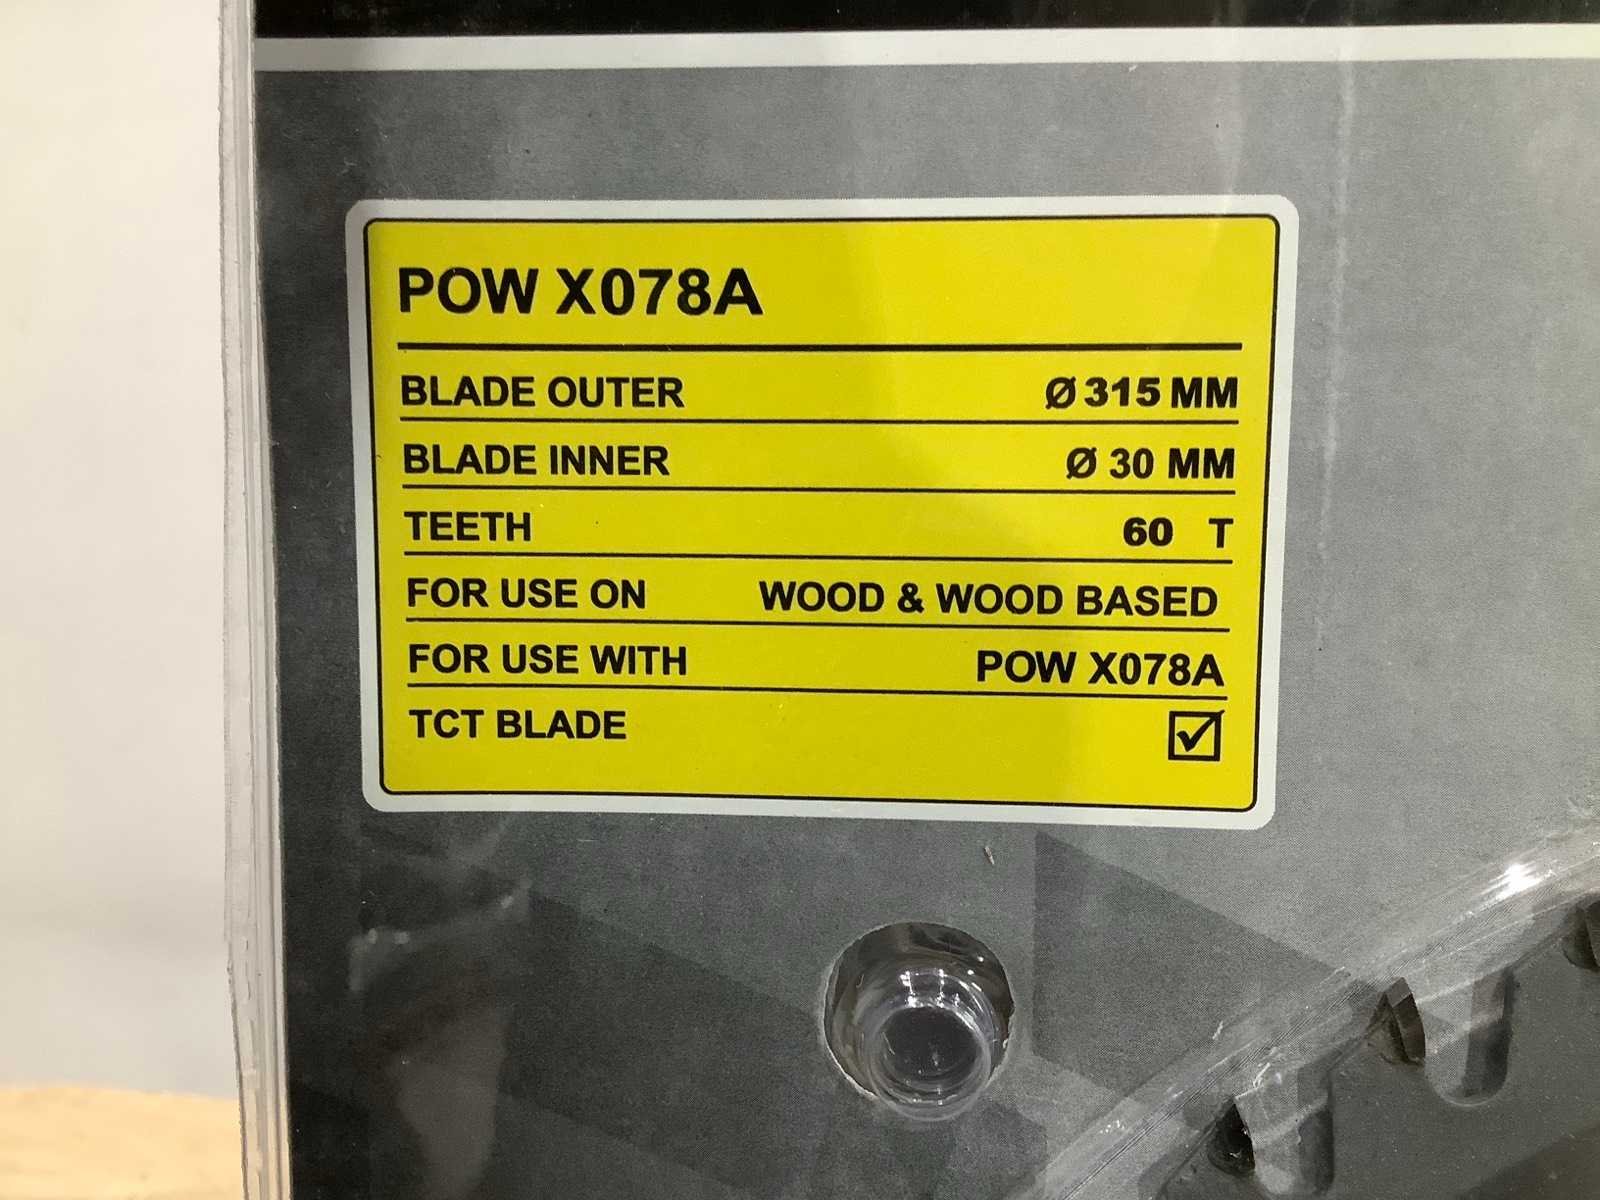 POW X078A
BLADE OUTER Ø 315 MM
BLADE INNER Ø 30 MM
TEETH 60 T
FOR USE ON WOOD & WOOD BASED
FOR USE WITH POW X078A
TCT BLADE ☑